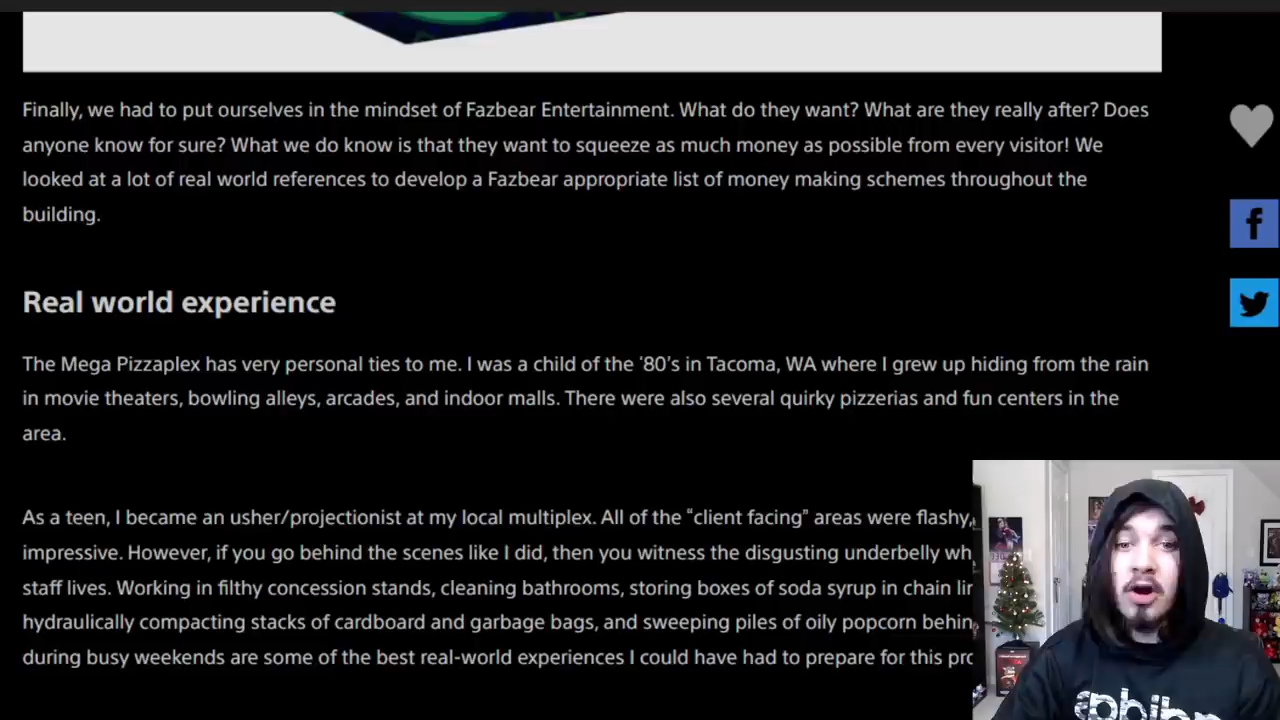 Finally, we had to put ourselves in the mindset of Fazbear Entertainment. What do they want? What are they really after? Does
anyone know for sure? What we do know is that they want to squeeze as much money as possible from every visitor! We
looked at a lot of real world references to develop a Fazbear appropriate list of money making schemes throughout the
building.
Real world experience
The Mega Pizzaplex has very personal ties to me. I was a child of the '80's in Tacoma, WA where I grew up hiding from the rain
in movie theaters, bowling alleys, arcades, and indoor malls. There were also several quirky pizzerias and fun centers in the
area.
As a teen, I became an usher/projectionist at my local multiplex. All of the “client facing” areas were flashy,
impressive. However, if you go behind the scenes like I did, then you witness the disgusting underbelly wh
staff lives. Working in filthy concession stands, cleaning bathrooms, storing boxes of soda syrup in chain
hydraulically compacting stacks of cardboard and garbage bags, and sweeping piles of oily popcorn behin
during busy weekends are some of the best real-world experiences I could have had to prepare for this